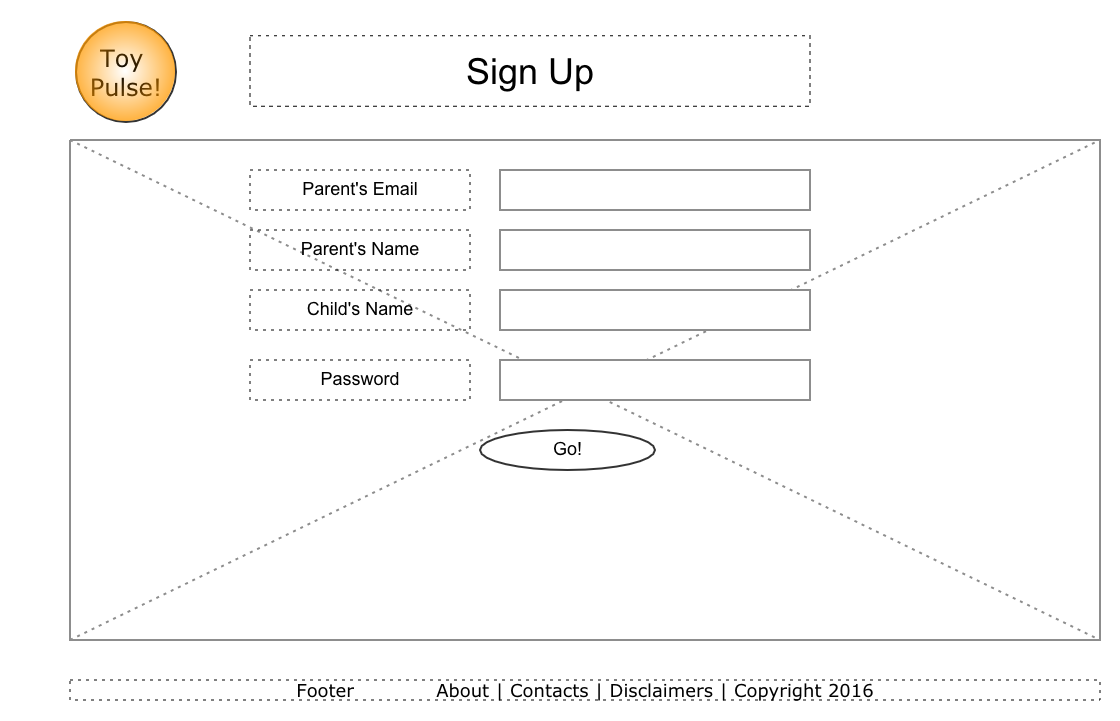 Toy
Pulse!
Sign Up
Parent's Email
Parent's Name
Child's Name
Password
Go!
Footer About | Contacts | Disclaimers | Copyright 2016